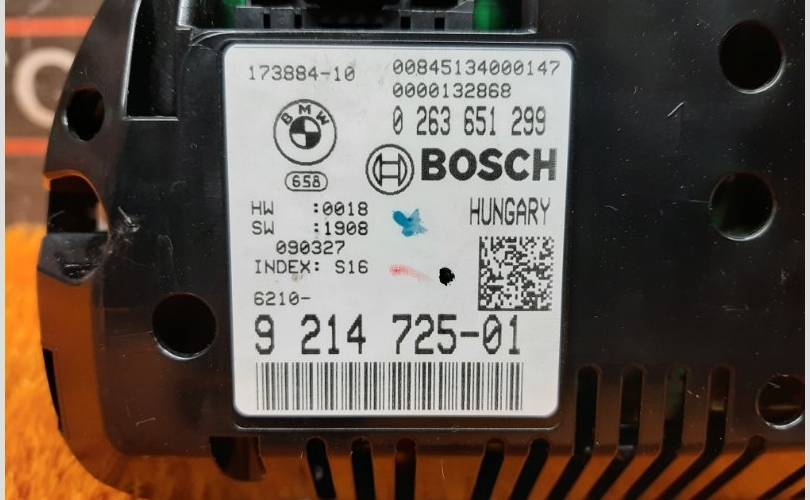 173884-10
00845134000147
0000132868
0 263 651 299
BMW
BOSCH
658
HW :0018
HUNGARY
SW :1908
090327
INDEX: S16
6210-
9 214 725-01